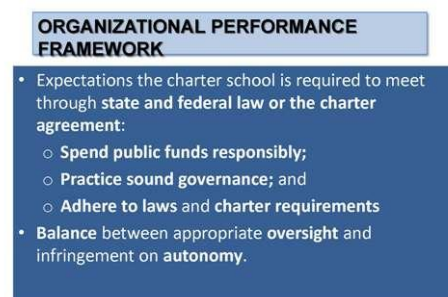 ORGANIZATIONAL PERFORMANCE
FRAMEWORK
• Expectations the charter school is required to meet
through state and federal law or the charter
agreement:
o Spend public funds responsibly;
o Practice sound governance; and
o Adhere to laws and charter requirements
• Balance between appropriate oversight and
infringement on autonomy.